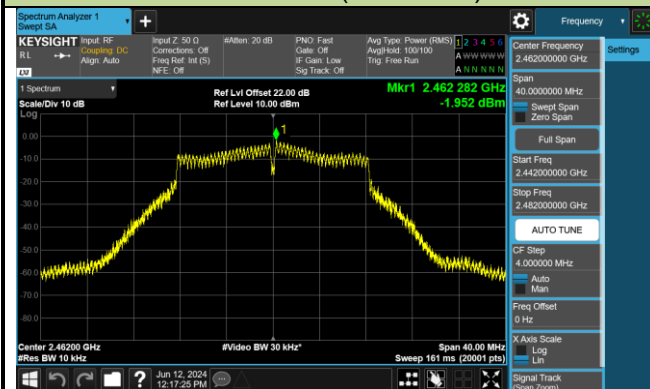 Spectrum Analyzer 1
Swept SA
Frequency
KEYSIGHT
RL
LXI
Input: RF
Coupling: DC
Align: Auto
Input Z: 50 Ω
Corrections: Off
Freq Ref: Int (S)
NFE: Off
#Atten: 20 dB
PNO: Fast
Gate: Off
IF Gain: Low
Sig Track: Off
Avg Type: Power (RMS)
Avg|Hold: 100/100
Trig: Free Run
1 2 3 4 5 6
A W W W W W
A N N N N N
1 Spectrum
Scale/Div 10 dB
Log
Ref Lvl Offset 22.00 dB
Ref Level 10.00 dBm
Mkr1 2.462 282 GHz
-1.952 dBm
1
0.00
-10.0
-20.0
-30.0
-40.0
-50.0
-60.0
-70.0
-80.0
Center 2.46200 GHz
#Res BW 10 kHz
#Video BW 30 kHz*
Span 40.00 MHz
Sweep 161 ms (20001 pts)
Jun 12, 2024
12:17:25 PM
Center Frequency
2.462000000 GHz
Span
40.0000000 MHz
Swept Span
Zero Span
Full Span
Start Freq
2.442000000 GHz
Stop Freq
2.482000000 GHz
AUTO TUNE
CF Step
4.000000 MHz
Auto
Man
Freq Offset
0 Hz
X Axis Scale
Log
Lin
Signal Track
(Span Zoom)
Settings